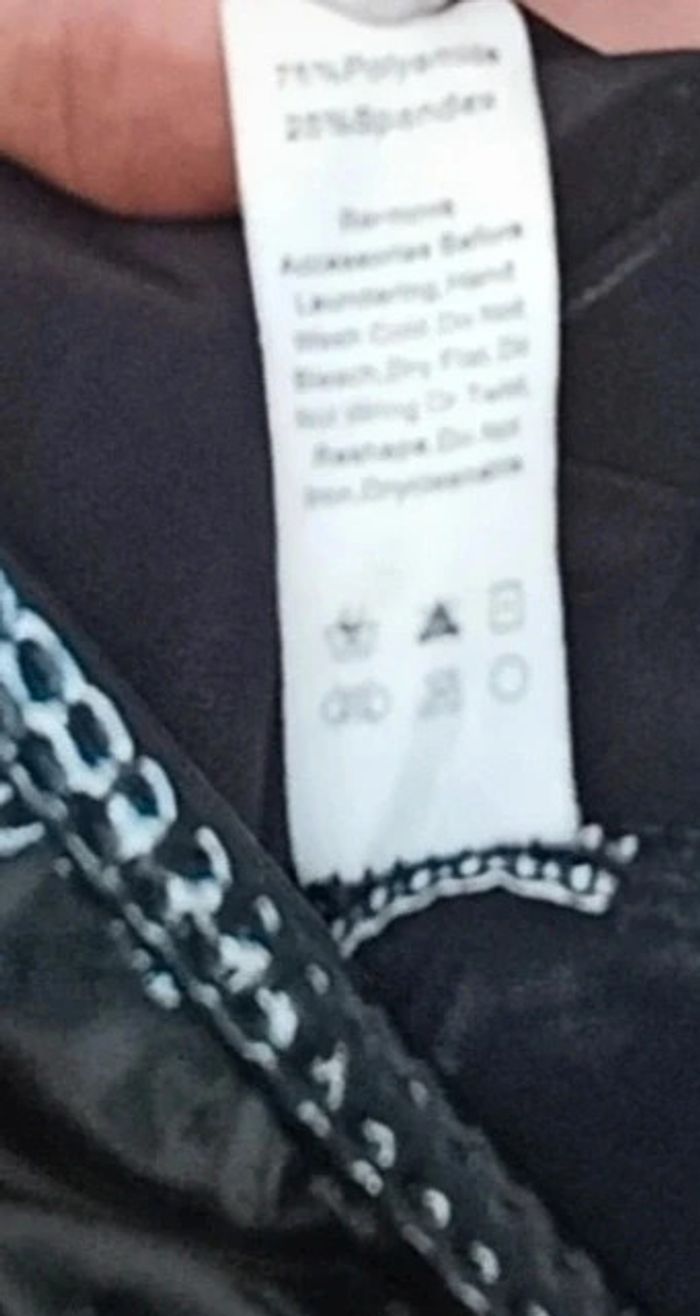 75%Polyamide
25%Spandex
Remove
Accessories Before
Laundering,Hand
Wash Cold.Do Not
Bleach,Dry Flat.Do
Not Wring Or Twist.
Reshape.Do Not
Iron.Drycleanable